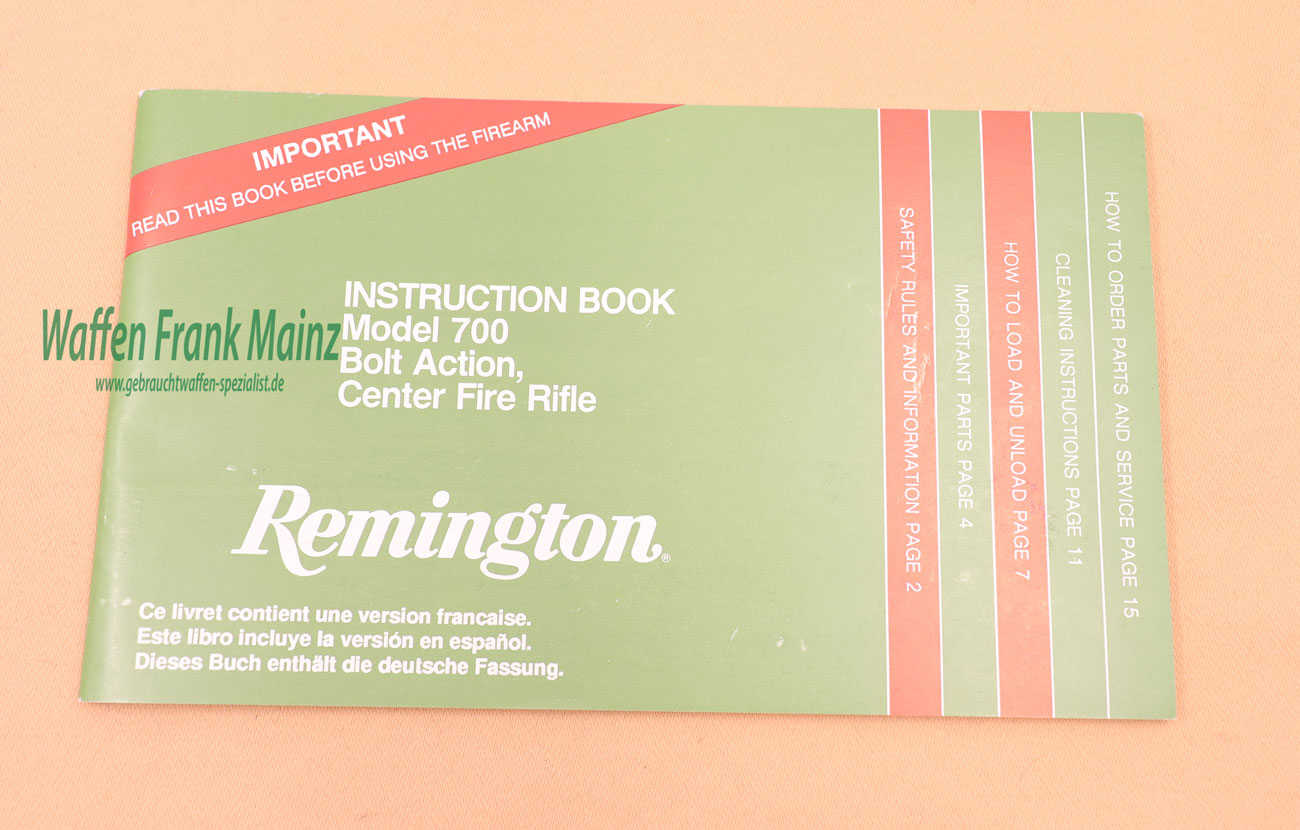 IMPORTANT
READ THIS BOOK BEFORE USING THE FIREARM
Waffen Frank Mainz
www.gebrauchtwaffen-spezialist.de
INSTRUCTION BOOK
Model 700
Bolt Action,
Center Fire Rifle
Remington®
Ce livret contient une version francaise.
Este libro incluye la versión en español.
Dieses Buch enthält die deutsche Fassung.
SAFETY RULES AND INFORMATION PAGE 2
IMPORTANT PARTS PAGE 4
HOW TO LOAD AND UNLOAD PAGE 7
CLEANING INSTRUCTIONS PAGE 11
HOW TO ORDER PARTS AND SERVICE PAGE 15